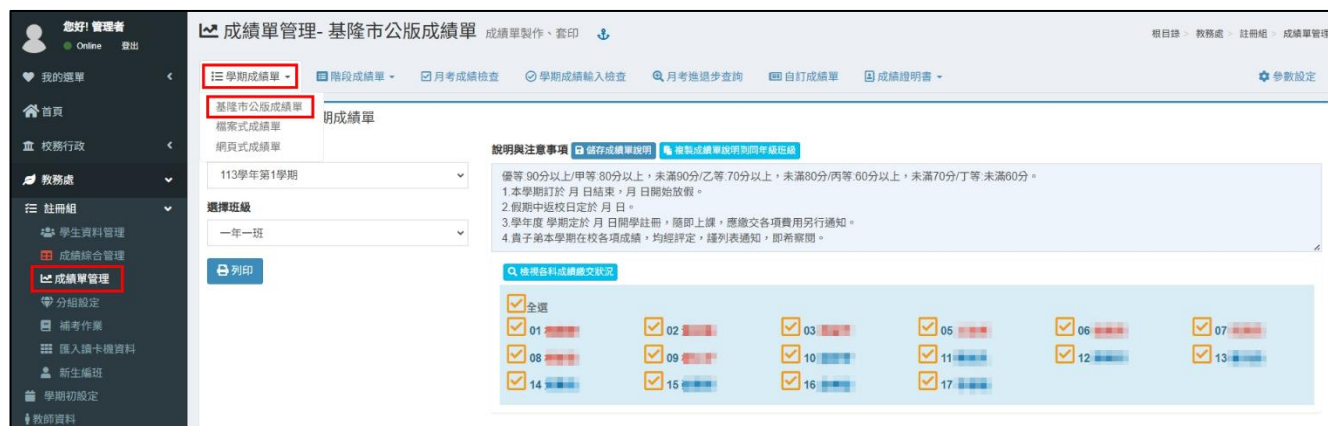 您好! 管理者
Online 登出
我的選單
首頁
校務行政
教務處
註冊組
學生資料管理
成績綜合管理
成績單管理
分組設定
補考作業
匯入讀卡機資料
新生編班
學期初設定
教師資料
成績單管理- 基隆市公版成績單 成績單製作、套印
根目錄 > 教務處 > 註冊組 > 成績單管理
學期成績單 階段成績單 月考成績檢查 學期成績輸入檢查 月考進退步查詢 自訂成績單 成績證明書 參數設定
基隆市公版成績單
檔案式成績單
網頁式成績單
期成績單
113學年第1學期
選擇班級
一年一班
列印
說明與注意事項 儲存成績單說明 複製成績單說明到同年級班級
優等:90分以上/甲等:80分以上，未滿90分/乙等:70分以上，未滿80分/丙等:60分以上，未滿70分/丁等:未滿60分。
1.本學期訂於 月 日結束，月 日開始放假。
2.假期中返校日定於 月 日。
3.學年度 學期定於 月 日開學註冊，隨即上課，應繳交各項費用另行通知。
4.貴子弟本學期在校各項成績，均經評定，謹列表通知，即希察閱。
檢視各科成績繳交狀況
全選
01 02 03 05 06 07
08 09 10 11 12 13
14 15 16 17